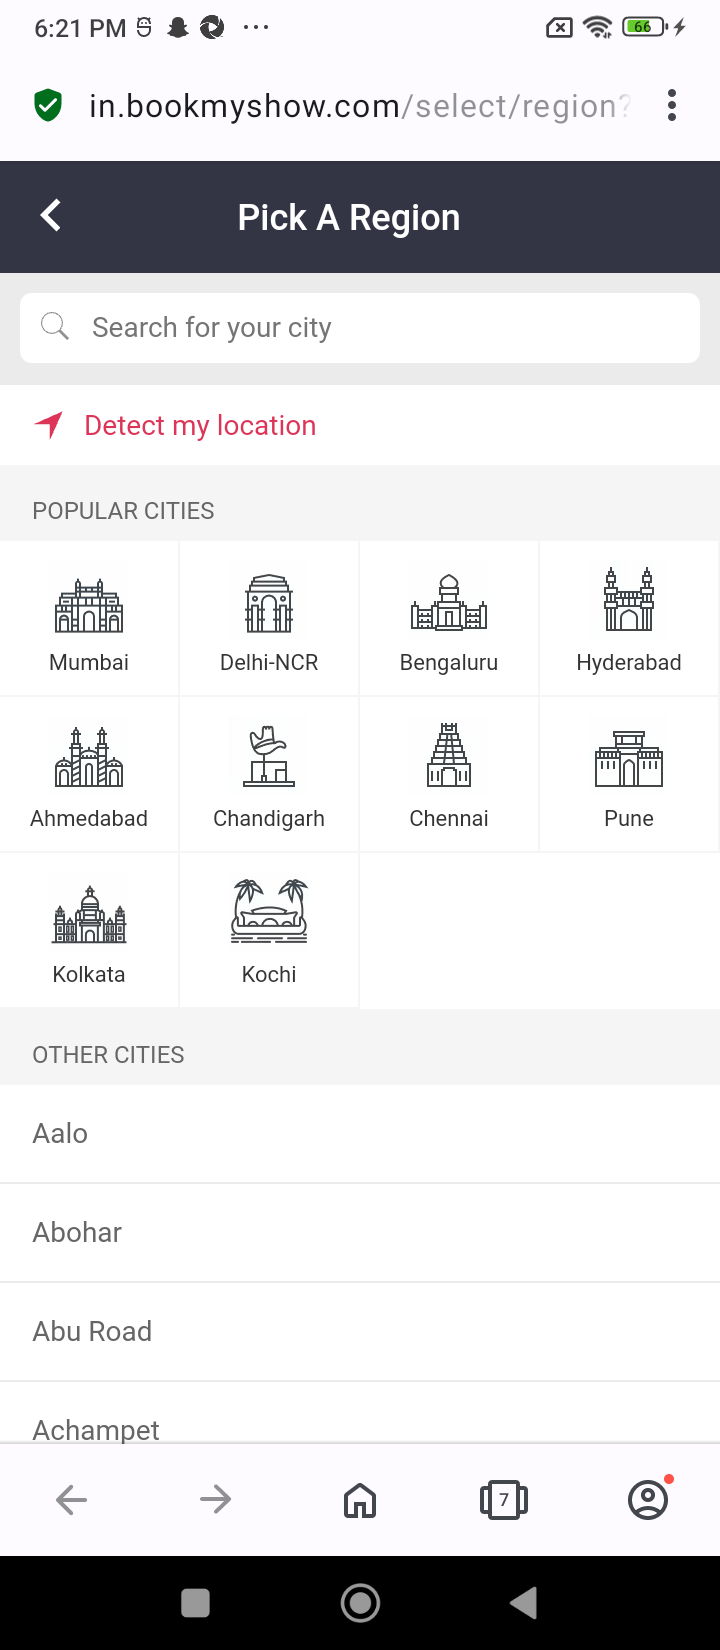 6:21 PM
66
in.bookmyshow.com/select/region?
Pick A Region
Search for your city
Detect my location
POPULAR CITIES
Mumbai
Delhi-NCR
Bengaluru
Hyderabad
Ahmedabad
Chandigarh
Chennai
Pune
Kolkata
Kochi
OTHER CITIES
Aalo
Abohar
Abu Road
Achampet
7